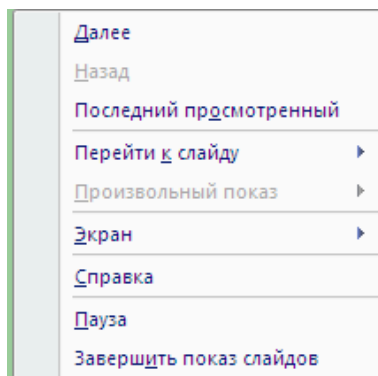 Далее
Назад
Последний просмотренный
Перейти к слайду
Произвольный показ
Экран
Справка
Пауза
Завершить показ слайдов